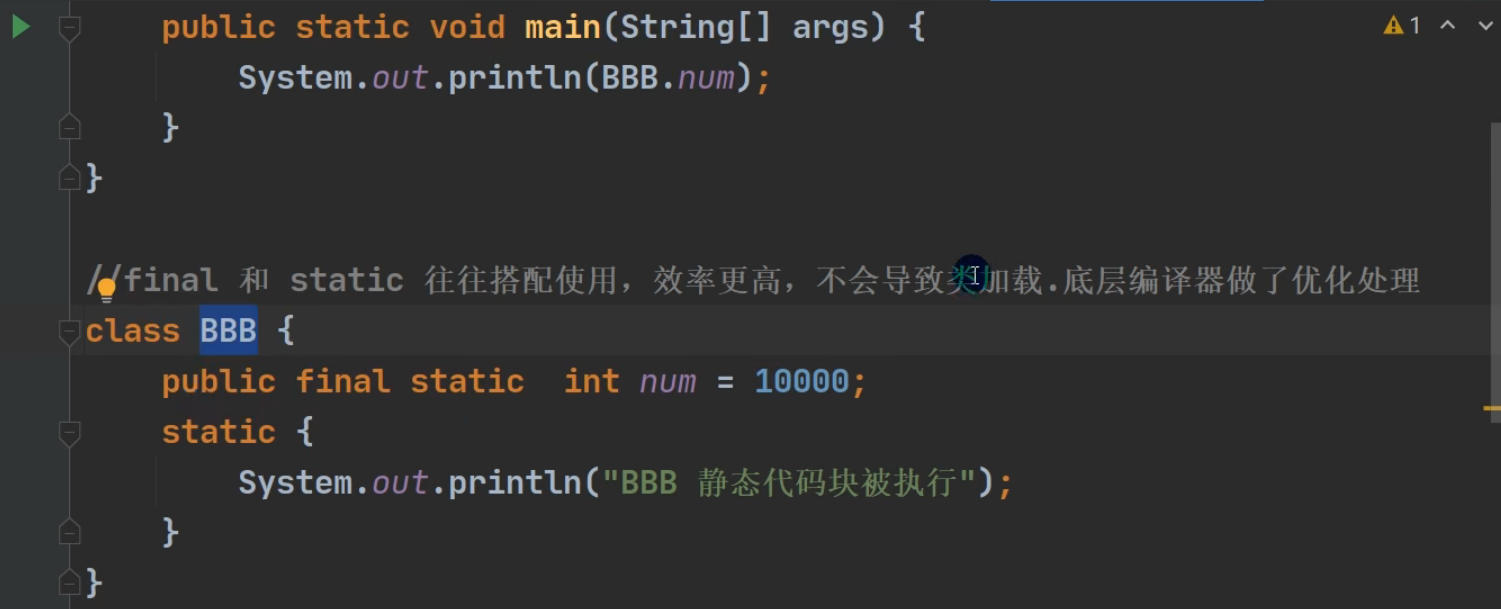 public static void main(String[] args) {
1
System.out.println(BBB.num);
}
}
//final 和 static 往往搭配使用，效率更高，不会导致类加载.底层编译器做了优化处理
class BBB {
public final static  int num = 10000;
static {
System.out.println("BBB 静态代码块被执行");
}
}